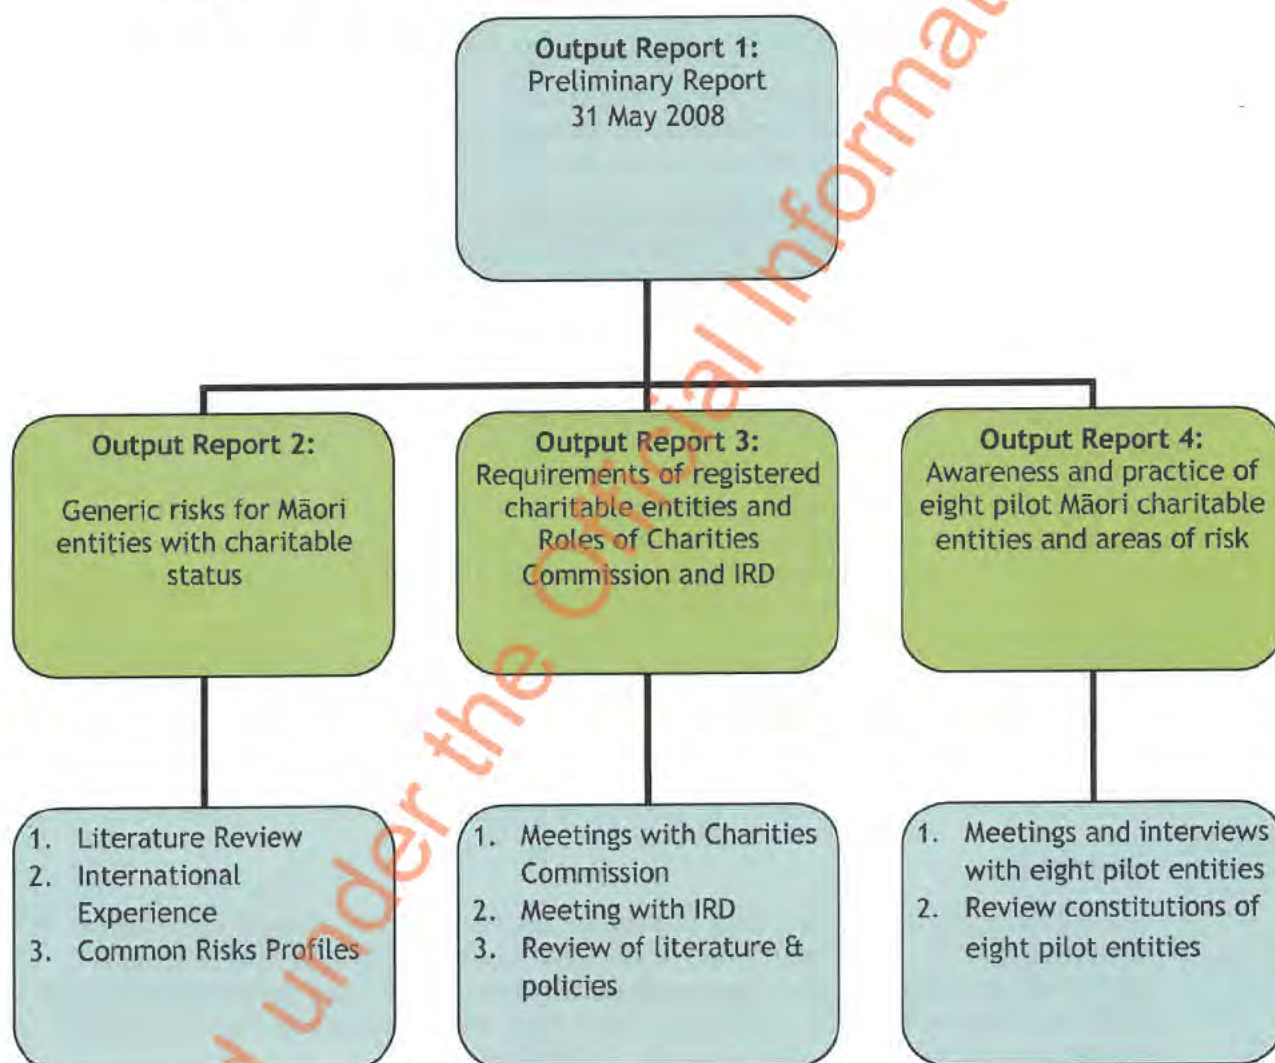 Output Report 1:
Preliminary Report
31 May 2008
Output Report 2:
Generic risks for Māori
entities with charitable
status
Output Report 3:
Requirements of registered
charitable entities and
Roles of Charities
Commission and IRD
Output Report 4:
Awareness and practice of
eight pilot Māori charitable
entities and areas of risk
1. Literature Review
2. International
Experience
3. Common Risks Profiles
1. Meetings with Charities
Commission
2. Meeting with IRD
3. Review of literature &
policies
1. Meetings and interviews
with eight pilot entities
2. Review constitutions of
eight pilot entities
under the Official Informat